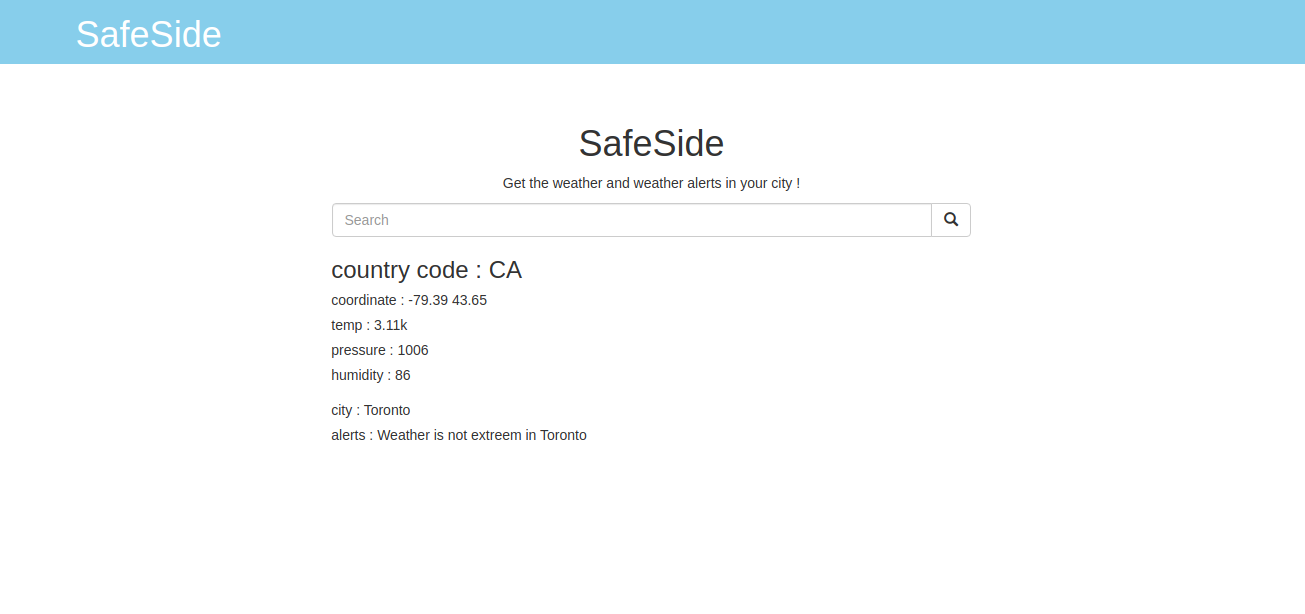 SafeSide
SafeSide
Get the weather and weather alerts in your city !
Search
country code : CA
coordinate : -79.39 43.65
temp : 3.11k
pressure : 1006
humidity : 86
city : Toronto
alerts : Weather is not extreem in Toronto